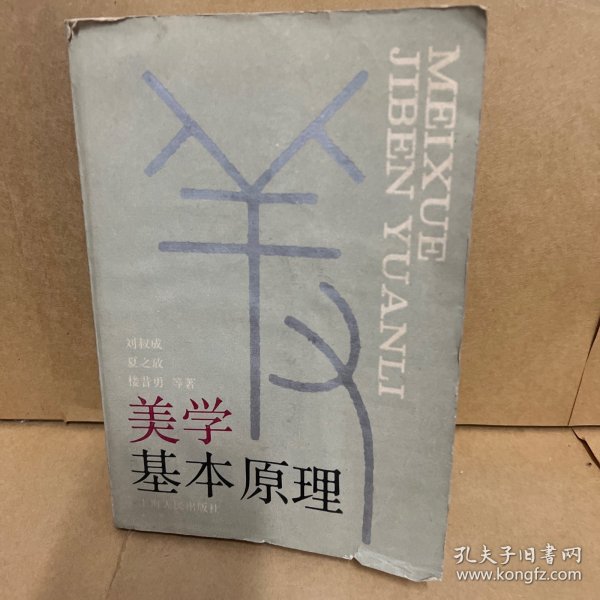 MEIXUE
JIBEN YUANLI
刘叔成
夏之放
楼昔勇 等著
美学
基本原理
上海人民出版社
孔夫子旧书网
www.kongfz.com